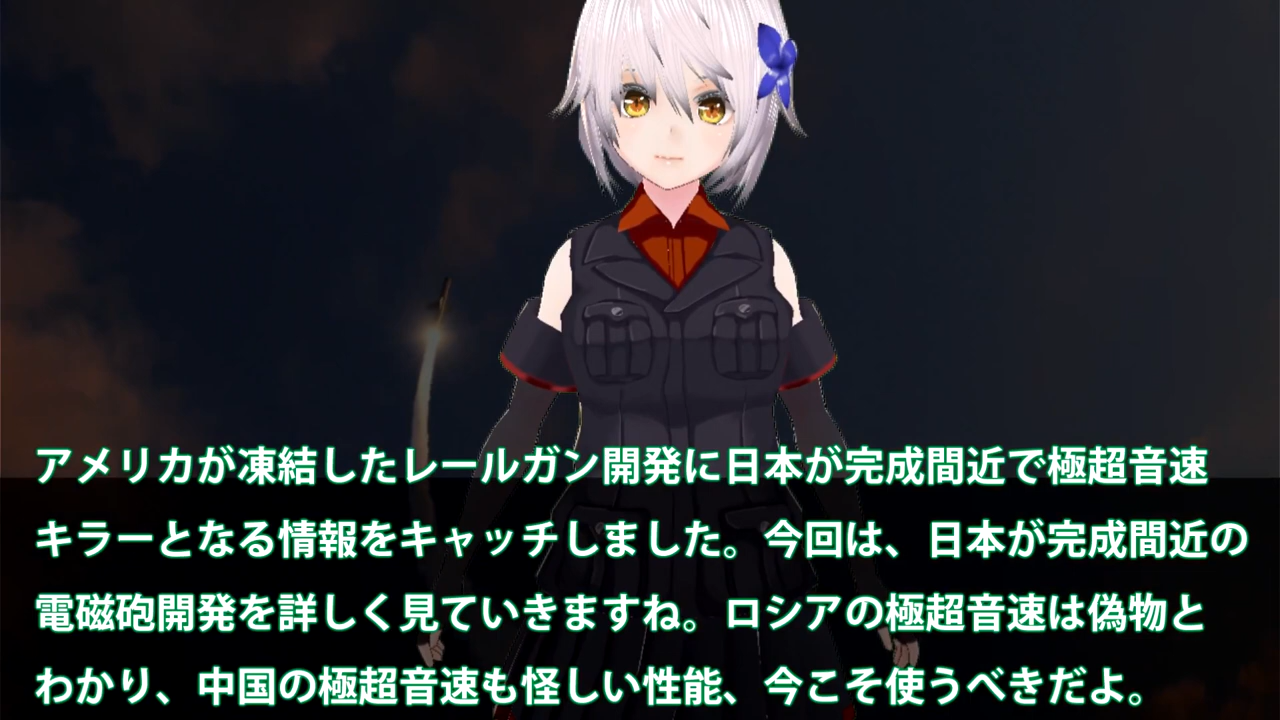 アメリカが凍結したレールガン開発に日本が完成間近で極超音速
キラーとなる情報をキャッチしました。今回は、日本が完成間近の
電磁砲開発を詳しく見ていきますね。ロシアの極超音速は偽物と
わかり、中国の極超音速も怪しい性能、今こそ使うべきだよ。